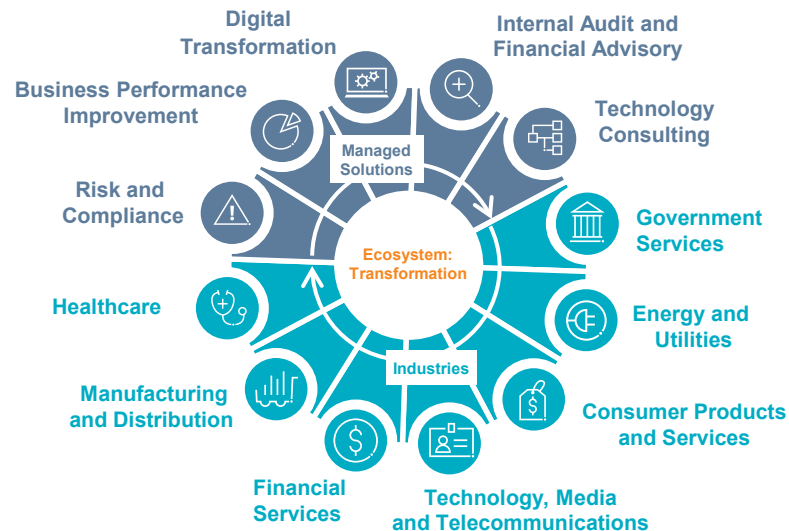 Digital
Transformation
Internal Audit and
Financial Advisory
Business Performance
Improvement
Technology
Consulting
Managed
Solutions
Risk and
Compliance
Government
Services
Ecosystem:
Transformation
Healthcare
Energy and
Utilities
Industries
Manufacturing
and Distribution
Consumer Products
and Services
Financial
Services
Technology, Media
and Telecommunications